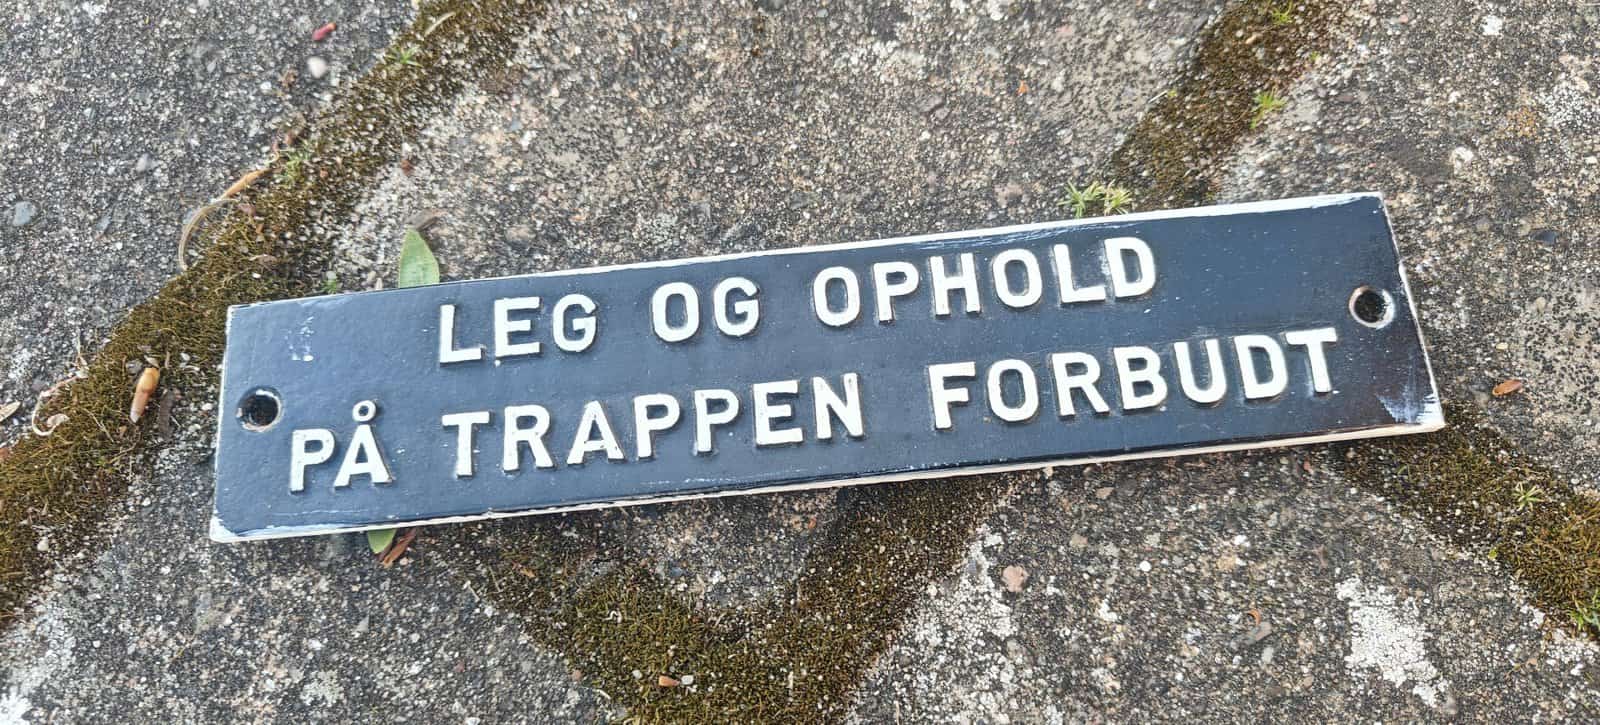 LEG OG OPHOLD
PÅ TRAPPEN FORBUDT